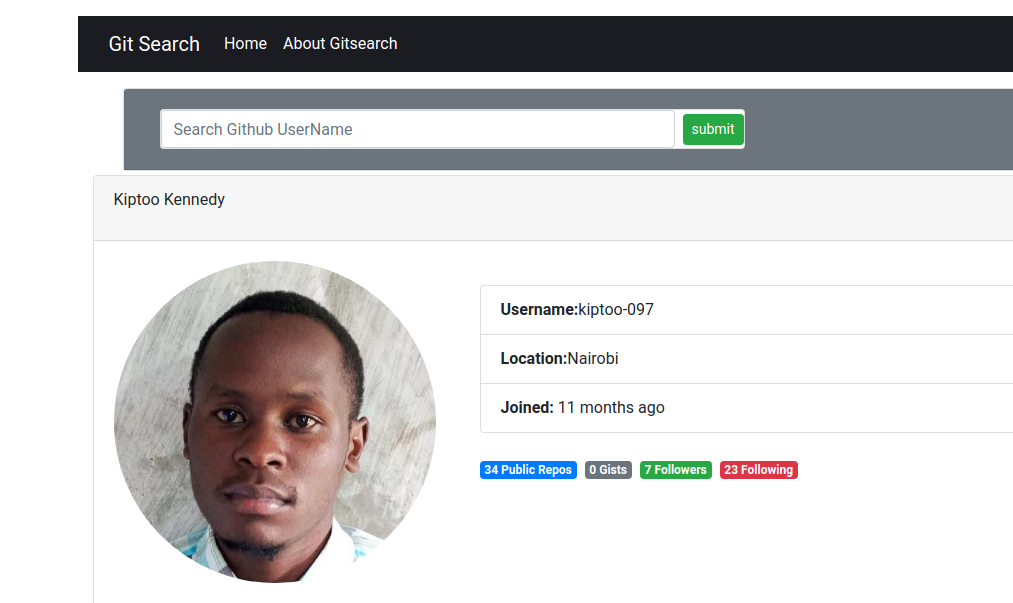 Git Search Home About Gitsearch
Search Github UserName submit
Kiptoo Kennedy
Username:kiptoo-097
Location:Nairobi
Joined: 11 months ago
34 Public Repos 0 Gists 7 Followers 23 Following